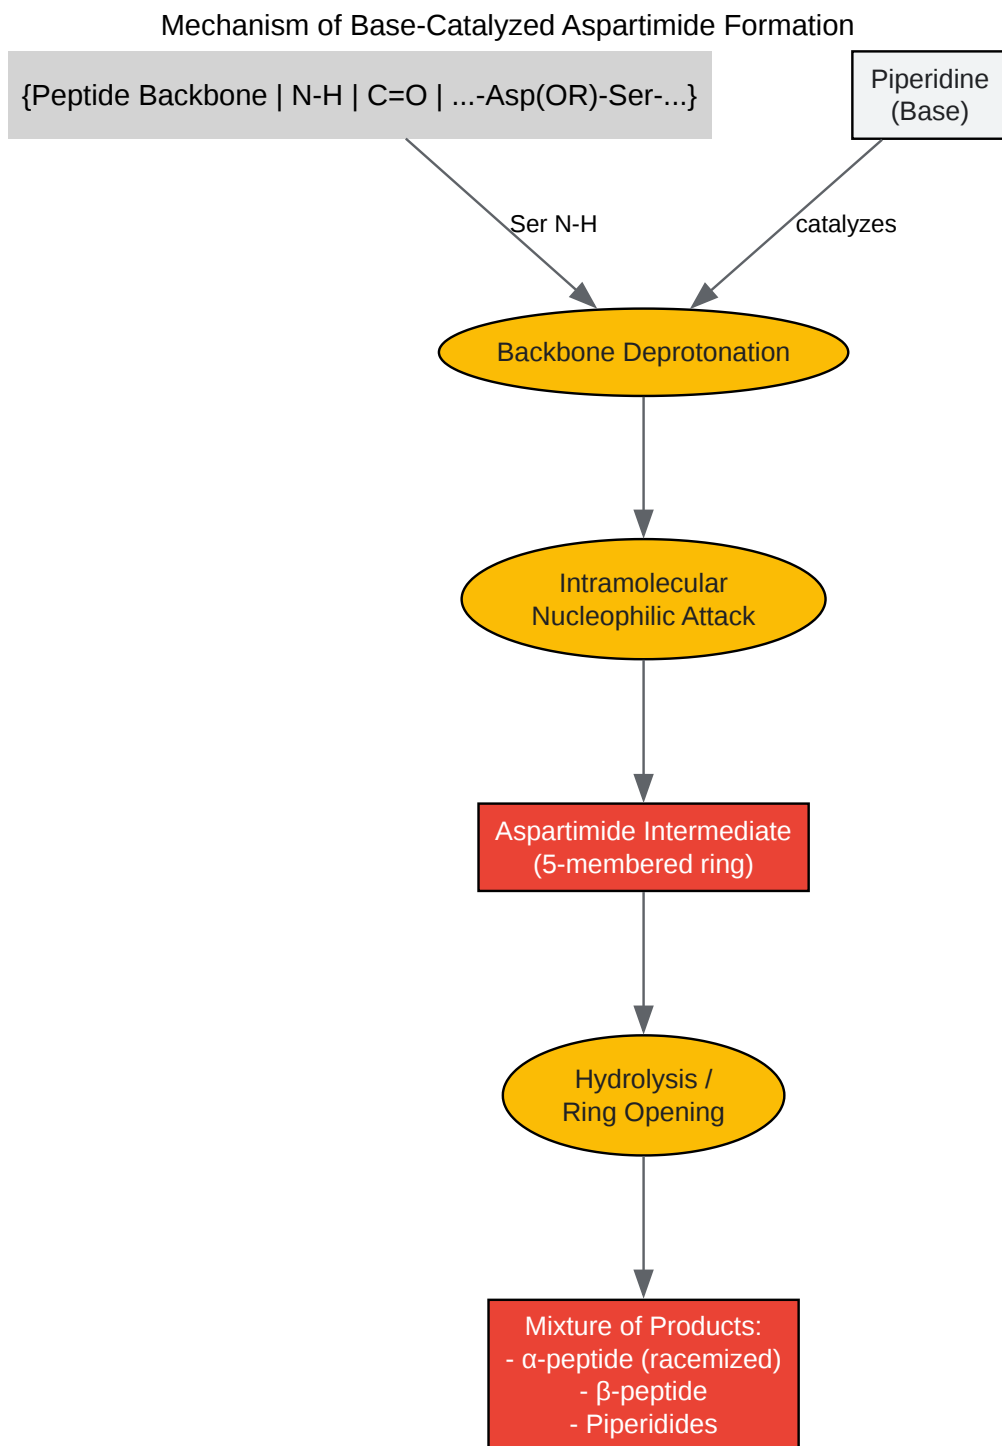 Mechanism of Base-Catalyzed Aspartimide Formation
{Peptide Backbone | N-H | C=O | ...-Asp(OR)-Ser-...}
Piperidine
(Base)
Ser N-H
catalyzes
Backbone Deprotonation
Intramolecular
Nucleophilic Attack
Aspartimide Intermediate
(5-membered ring)
Hydrolysis /
Ring Opening
Mixture of Products:
- α-peptide (racemized)
- β-peptide
- Piperidides